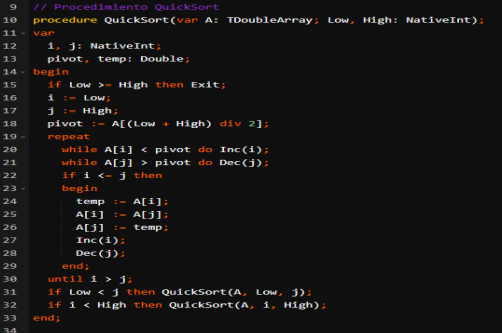 9 // Procedimiento QuickSort
10 procedure QuickSort(var A: TDoubleArray; Low, High: NativeInt);
11 var
12 i, j: NativeInt;
13 pivot, temp: Double;
14 begin
15 if Low >= High then Exit;
16 i := Low;
17 j := High;
18 pivot := A[(Low + High) div 2];
19 repeat
20 while A[i] < pivot do Inc(i);
21 while A[j] > pivot do Dec(j);
22 if i <= j then
23 begin
24 temp := A[i];
25 A[i] := A[j];
26 A[j] := temp;
27 Inc(i);
28 Dec(j);
29 end;
30 until i > j;
31 if Low < j then QuickSort(A, Low, j);
32 if i < High then QuickSort(A, i, High);
33 end;
34